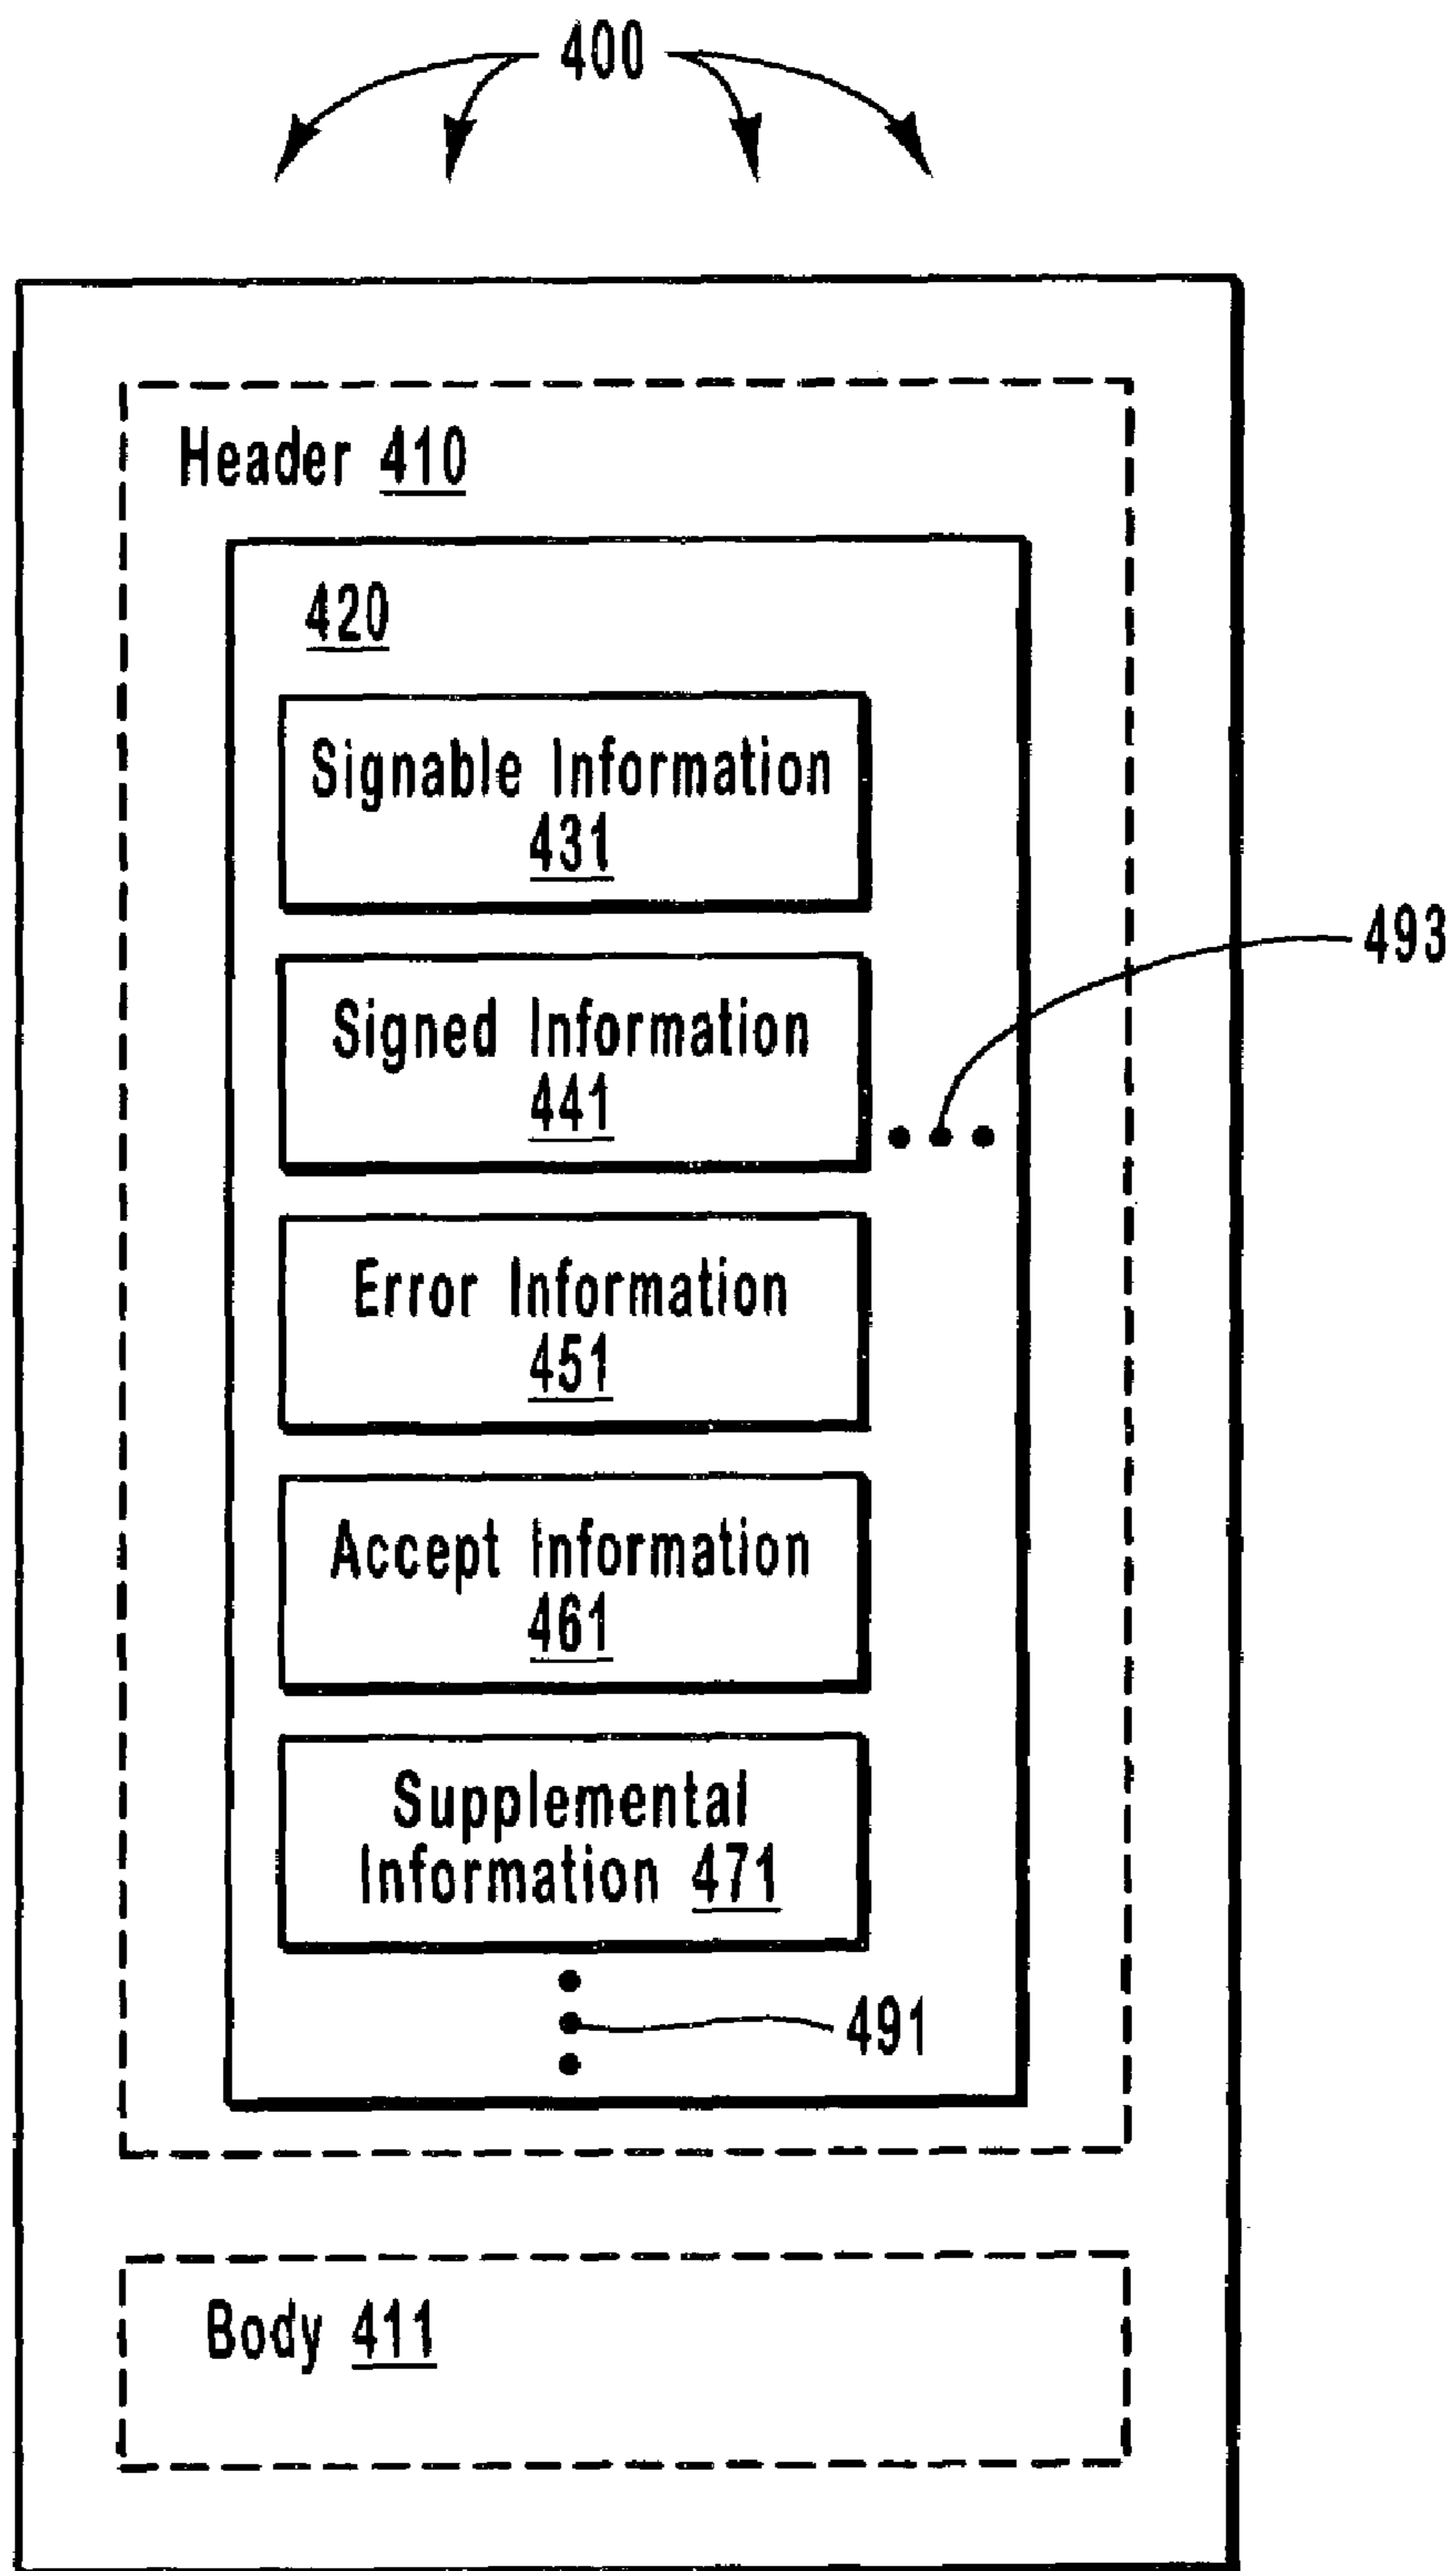 400
Header 410
420
Signable Information
431
493
Signed Information
441
Error Information
451
Accept Information
461
Supplemental
Information 471
491
Body 411